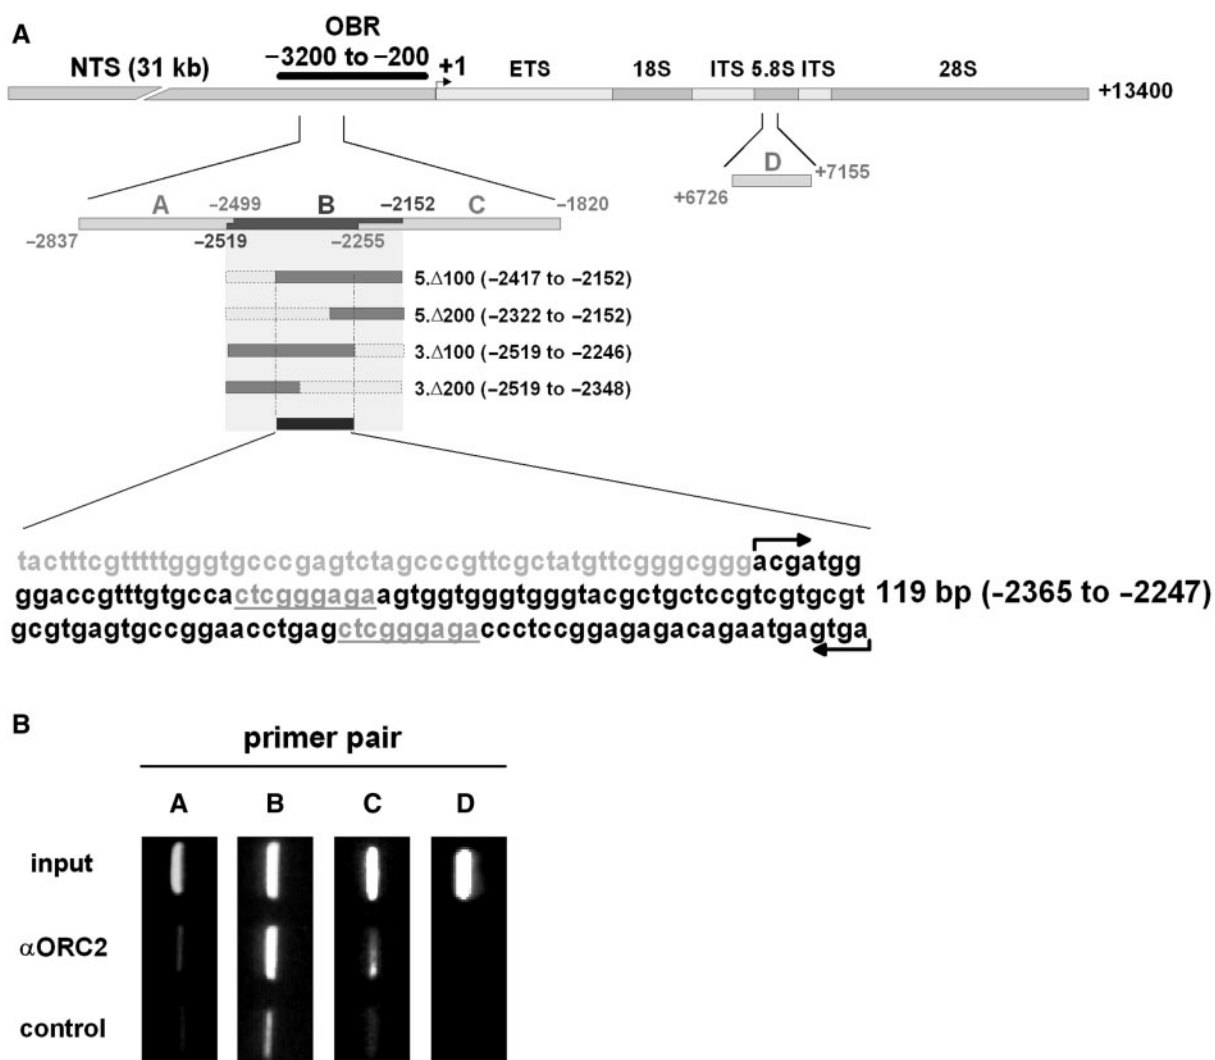 A
OBR
−3200 to −200
NTS (31 kb)
+1
ETS
18S
ITS 5.8S ITS
28S
+13400
D
+7155
+6726
A
−2499
B
−2152
C
−1820
−2837
−2519
−2255
5.Δ100 (−2417 to −2152)
5.Δ200 (−2322 to −2152)
3.Δ100 (−2519 to −2246)
3.Δ200 (−2519 to −2348)
tactttcgtttttgggtgcccgagtctagcccgttcgctatgttcgggcgggacgatgg
ggaccgtttgtgccactcgggagaagtggtgggtgggtacgctgctccgtcgtgcgt
119 bp (-2365 to −2247)
gcgtgagtgccggaacctgagctcgggagaccctccggagagacagaatgagtga
B
primer pair
A B C D
input
αORC2
control